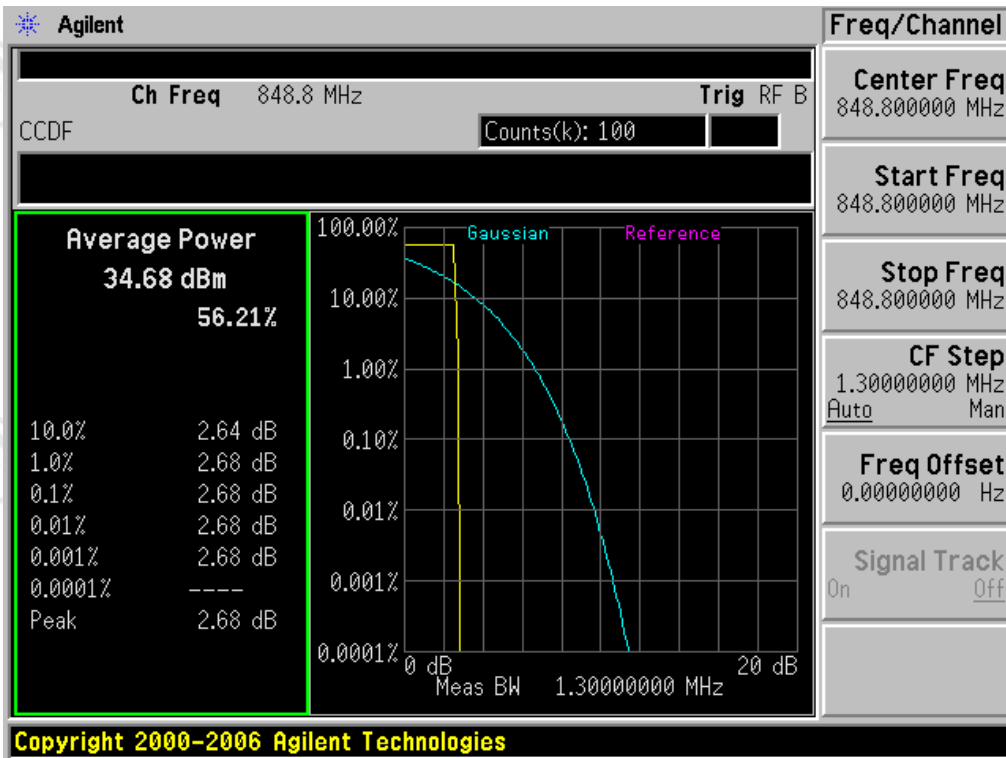 Agilent
Ch Freq 848.8 MHz Trig RF B
CCDF Counts(k): 100
Average Power
34.68 dBm
56.21%
10.0% 2.64 dB
1.0% 2.68 dB
0.1% 2.68 dB
0.01% 2.68 dB
0.001% 2.68 dB
0.0001% ----
Peak 2.68 dB
100.00%
Gaussian Reference
10.00%
1.00%
0.10%
0.01%
0.001%
0.0001%
0 dB 20 dB
Meas BW 1.30000000 MHz
Freq/Channel
Center Freq
848.800000 MHz
Start Freq
848.800000 MHz
Stop Freq
848.800000 MHz
CF Step
1.30000000 MHz
Auto Man
Freq Offset
0.00000000 Hz
Signal Track
On Off
Copyright 2000-2006 Agilent Technologies